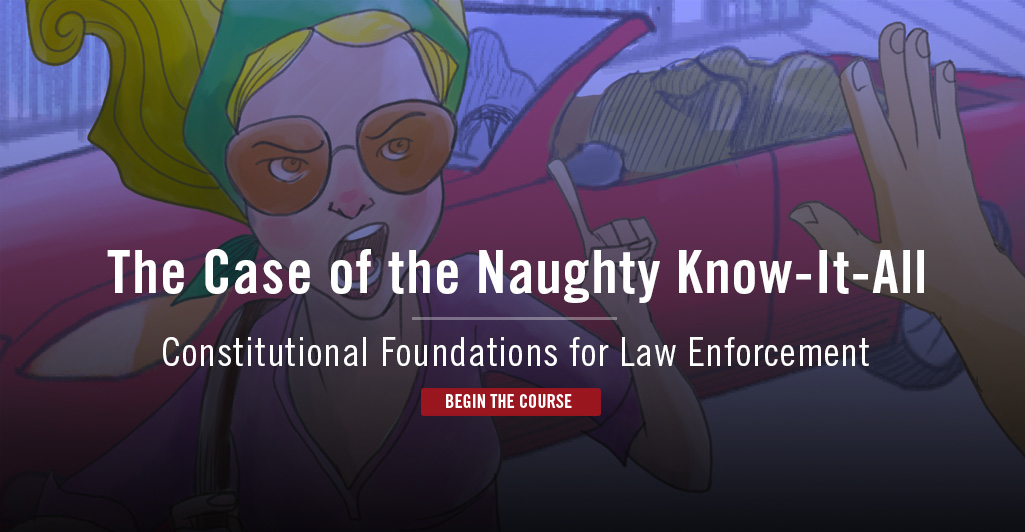 The Case of the Naughty Know-It-All
Constitutional Foundations for Law Enforcement
BEGIN THE COURSE